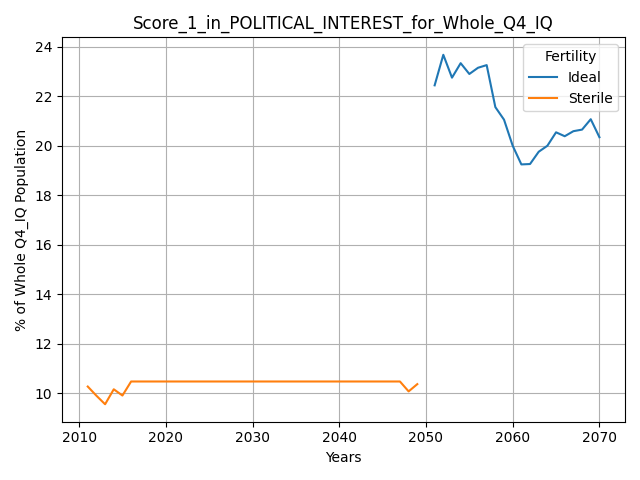 Score_1_in_POLITICAL_INTEREST_for_Whole_Q4_IQ
% of Whole Q4_IQ Population
24
22
20
18
16
14
12
10
Fertility
Ideal
Sterile
2010 2020 2030 2040 2050 2060 2070
Years